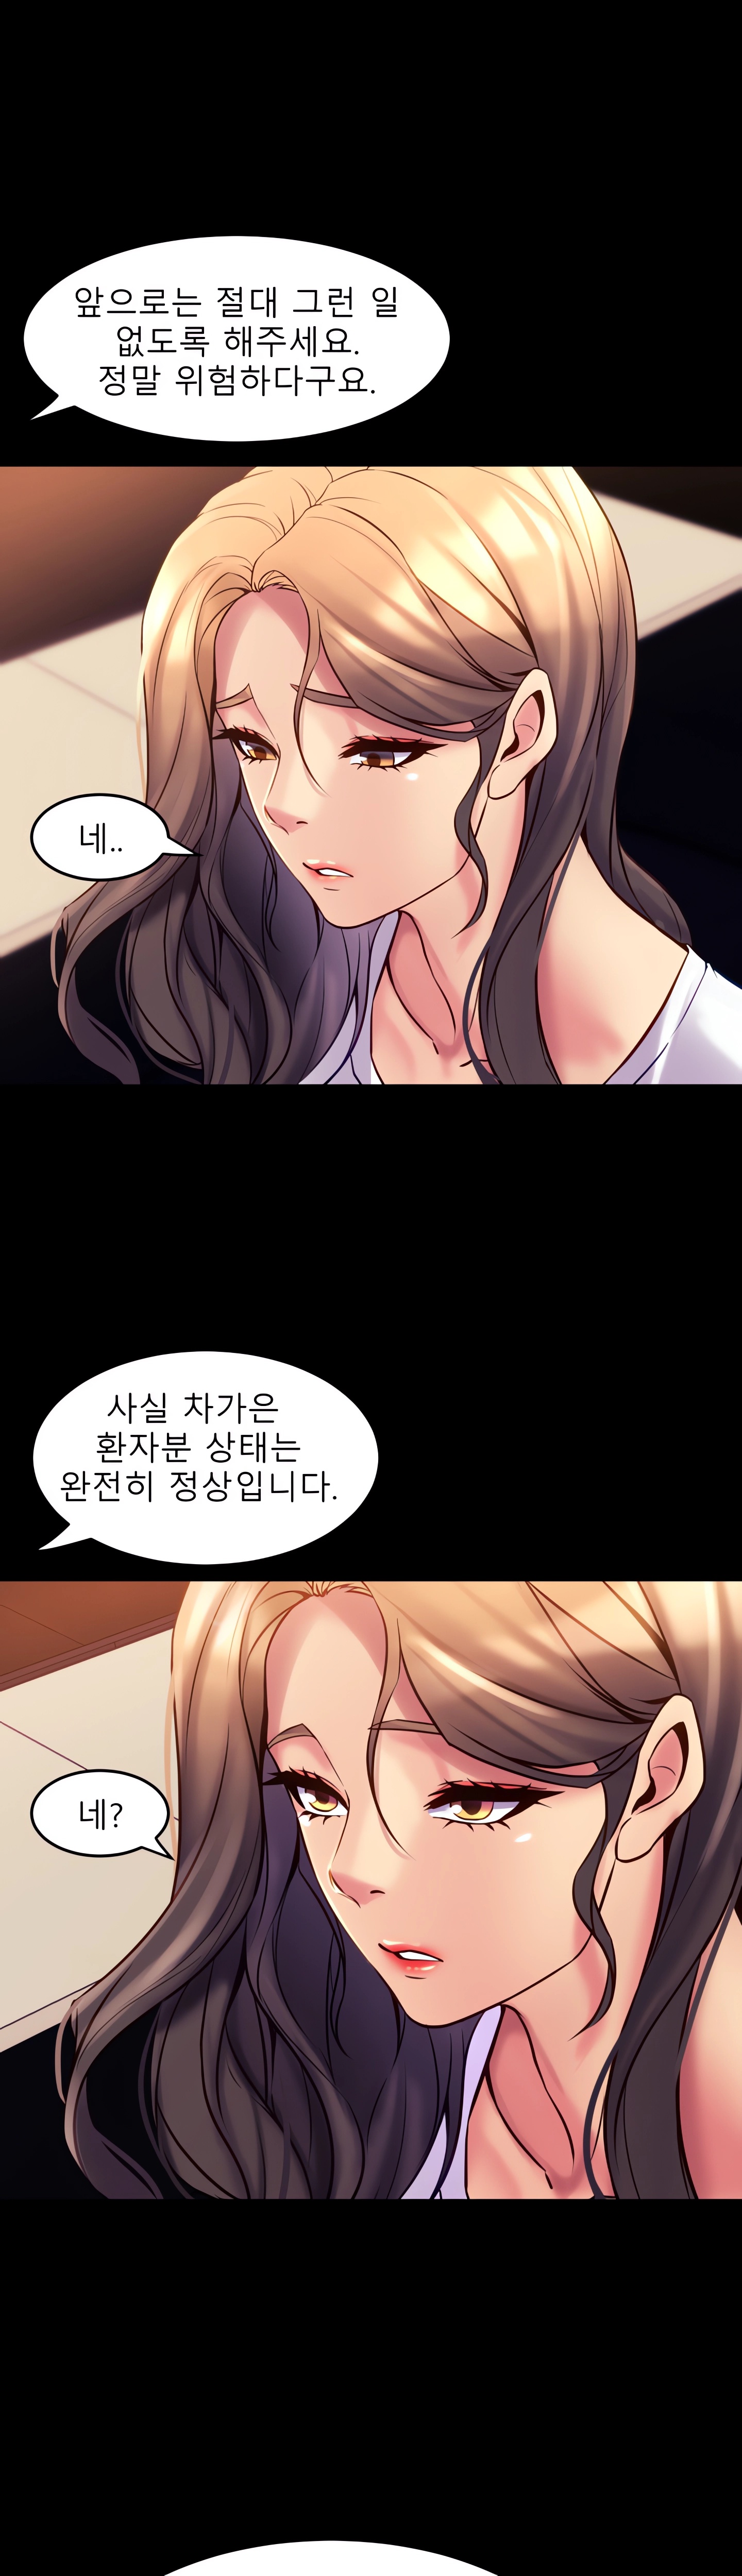 앞으로는 절대 그런 일
없도록 해주세요.
정말 위험하다구요.
네..
사실 차가은
환자분 상태는
완전히 정상입니다.
네?